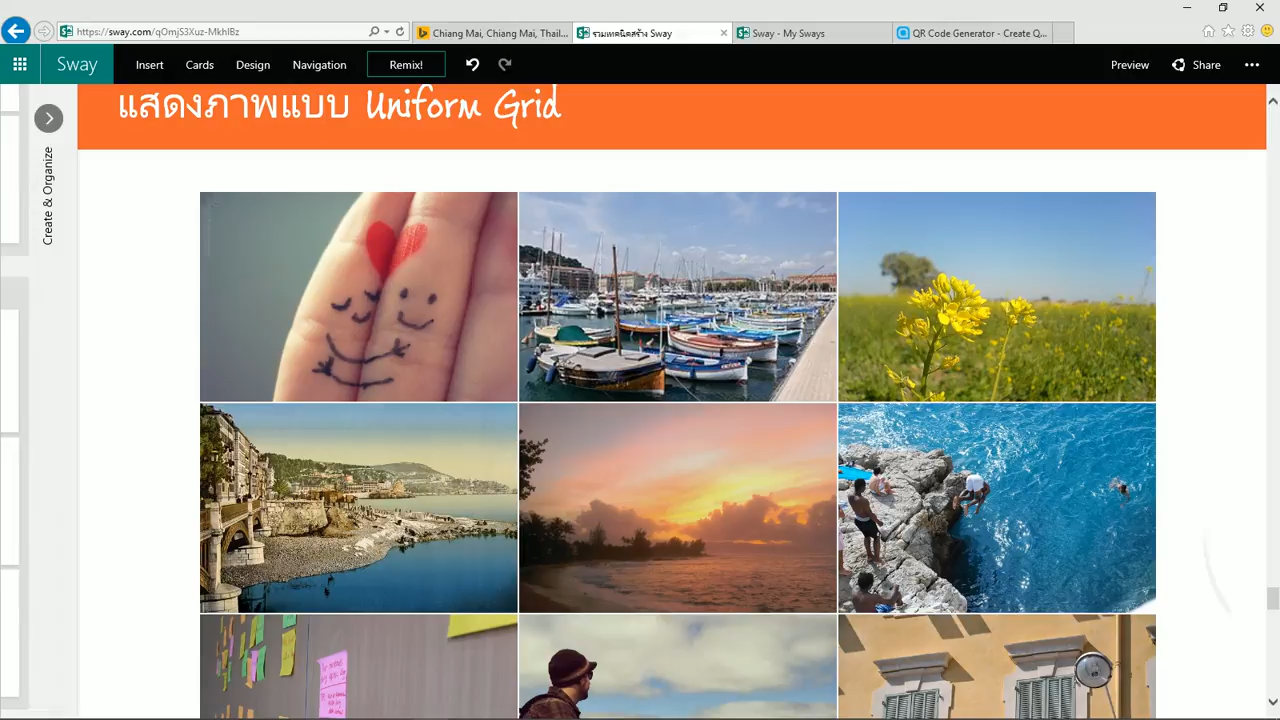 https://sway.com/qOmjS3Xuz-MkhIBz
Chiang Mai, Chiang Mai, Thail...
รวมเทคนิคสร้าง Sway
Sway - My Sways
QR Code Generator - Create Q...
Sway
Insert
Cards
Design
Navigation
Remix!
Preview
Share
Create & Organize
แสดงภาพแบบ Uniform Grid